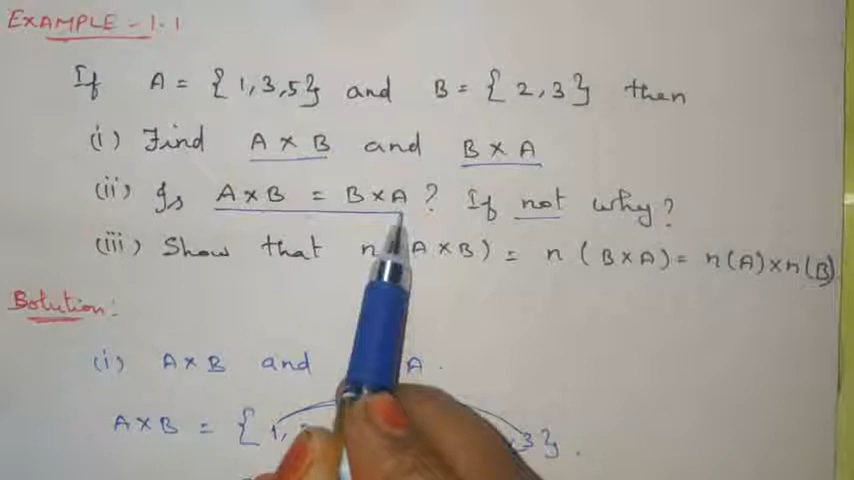 EXAMPLE - 1.1
If A = { 1, 3, 5} and B = { 2, 3 } then
(i) Find A × B and B × A
(ii) Is A×B = B×A ? If not why?
(iii) Show that n A × B ) = n ( B × A ) = n(A) × n(B)
Solution:
(i) A×B and A.
A×B = { 1, , 3 } .